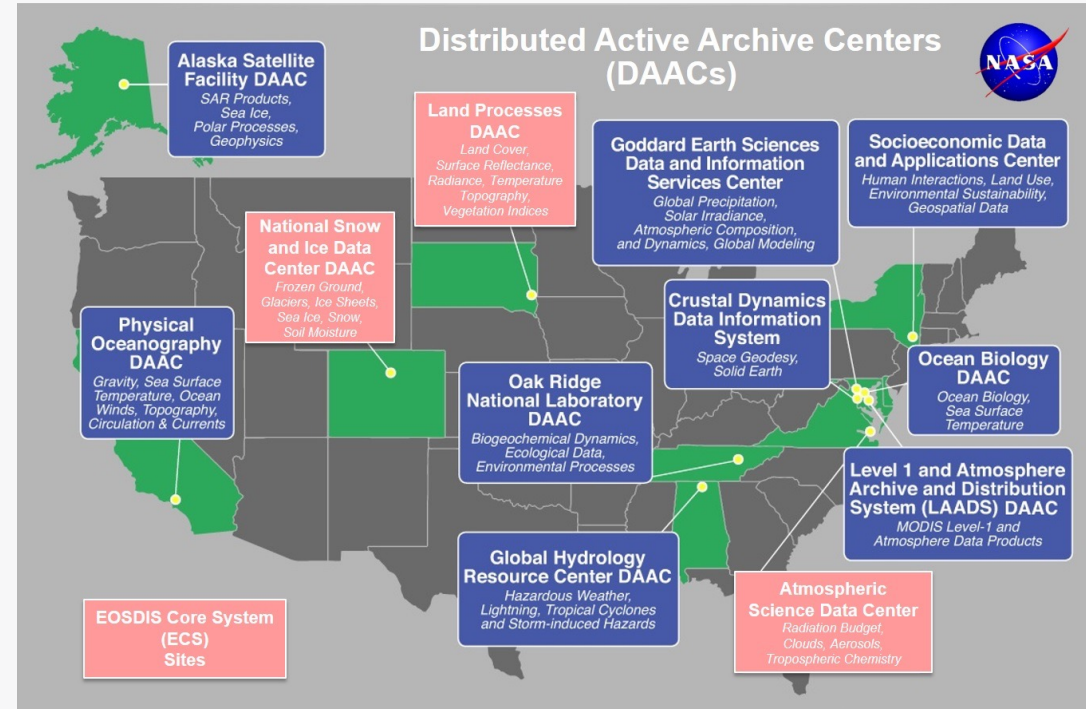 Distributed Active Archive Centers
(DAACs)
NASA
Alaska Satellite
Facility DAAC
SAR Products,
Sea Ice,
Polar Processes,
Geophysics
Land Processes
DAAC
Land Cover,
Surface Reflectance,
Radiance, Temperature
Topography,
Vegetation Indices
Goddard Earth Sciences
Data and Information
Services Center
Global Precipitation,
Solar Irradiance,
Atmospheric Composition,
and Dynamics, Global Modeling
Socioeconomic Data
and Applications Center
Human Interactions, Land Use,
Environmental Sustainability,
Geospatial Data
National Snow
and Ice Data
Center DAAC
Frozen Ground,
Glaciers, Ice Sheets,
Sea Ice, Snow,
Soil Moisture
Crustal Dynamics
Data Information
System
Space Geodesy,
Solid Earth
Physical
Oceanography
DAAC
Gravity, Sea Surface
Temperature, Ocean
Winds, Topography,
Circulation & Currents
Oak Ridge
National Laboratory
DAAC
Biogeochemical Dynamics,
Ecological Data,
Environmental Processes
Ocean Biology
DAAC
Ocean Biology,
Sea Surface
Temperature
Level 1 and Atmosphere
Archive and Distribution
System (LAADS) DAAC
MODIS Level-1 and
Atmosphere Data Products
Global Hydrology
Resource Center DAAC
Hazardous Weather,
Lightning, Tropical Cyclones
and Storm-induced Hazards
Atmospheric
Science Data Center
Radiation Budget,
Clouds, Aerosols,
Tropospheric Chemistry
EOSDIS Core System
(ECS)
Sites